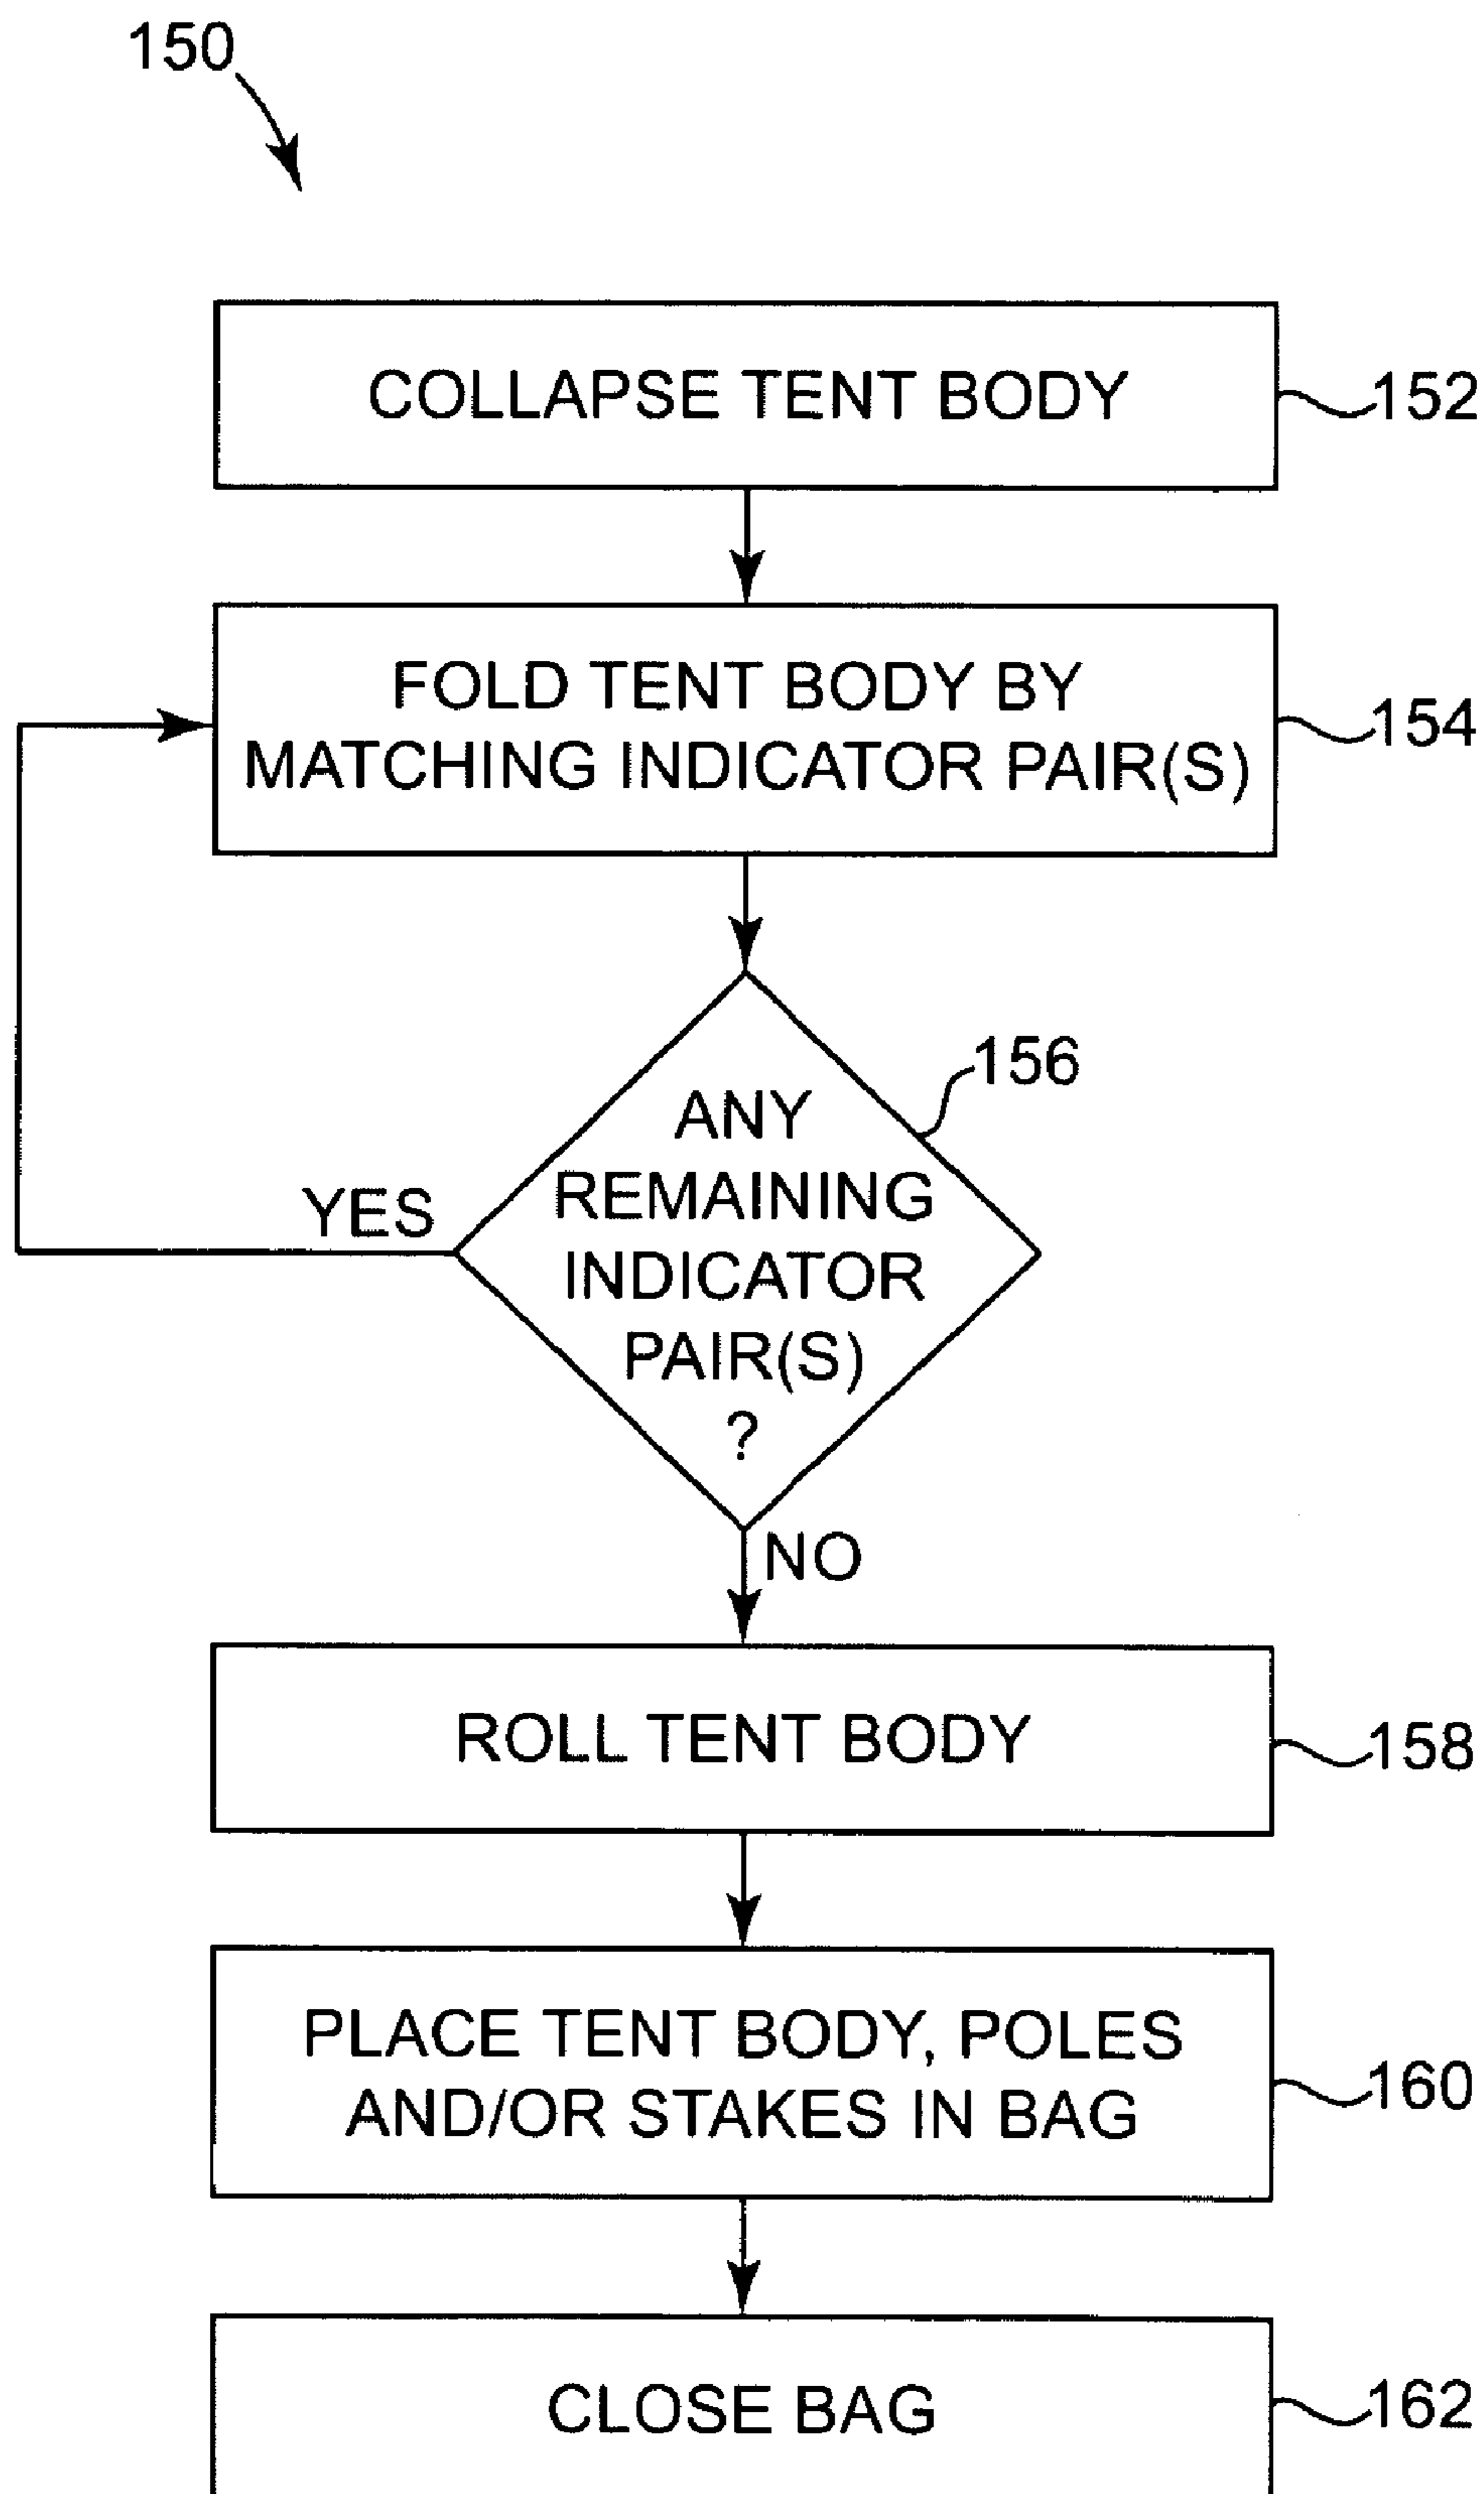 150
COLLAPSE TENT BODY
152
FOLD TENT BODY BY
MATCHING INDICATOR PAIR(S)
154
156
ANY
REMAINING
INDICATOR
PAIR(S)
?
YES
NO
ROLL TENT BODY
158
PLACE TENT BODY, POLES
AND/OR STAKES IN BAG
160
CLOSE BAG
162